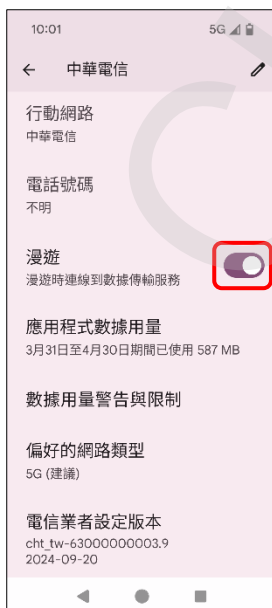 10:01 5G
中華電信
行動網路
中華電信
電話號碼
不明
漫遊
漫遊時連線到數據傳輸服務
應用程式數據用量
3月31日至4月30日期間已使用 587 MB
數據用量警告與限制
偏好的網路類型
5G (建議)
電信業者設定版本
cht_tw-63000000003.9
2024-09-20